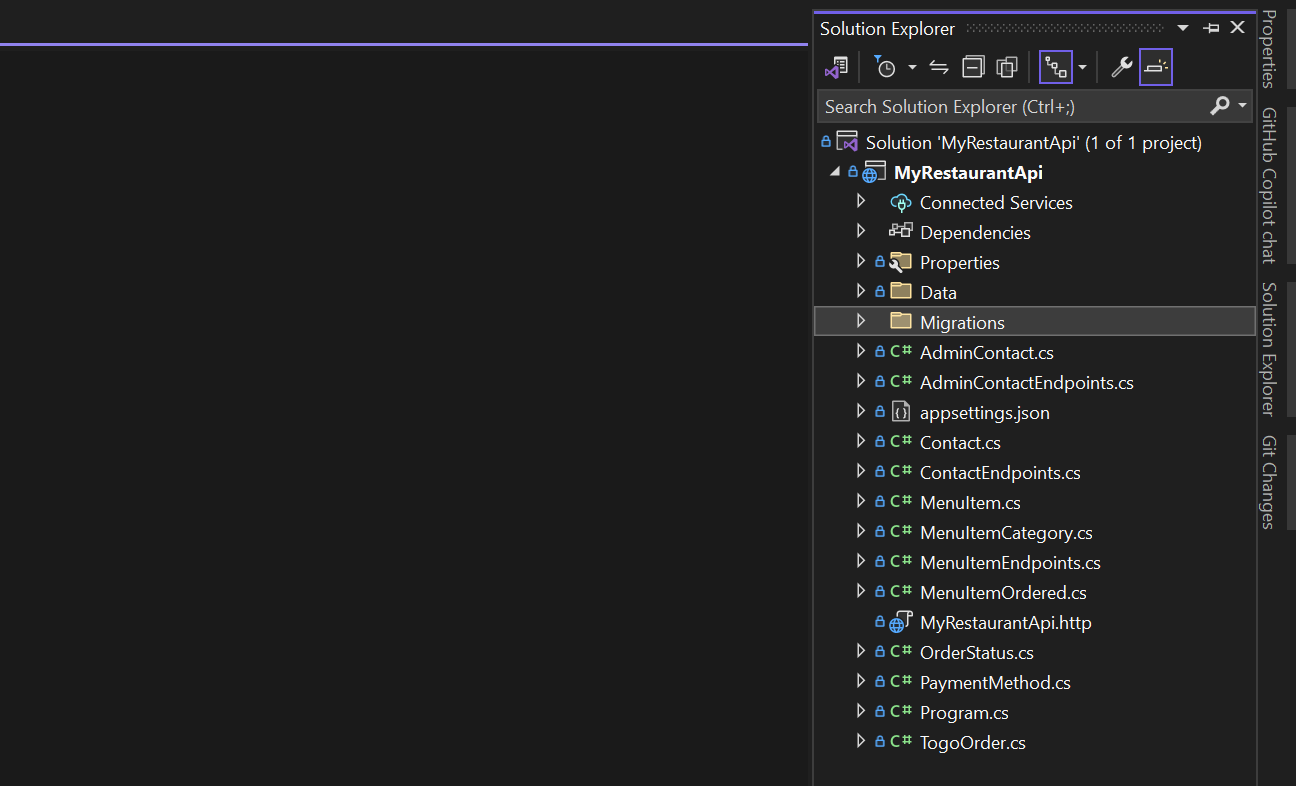 Solution Explorer
Search Solution Explorer (Ctrl+;)
Solution 'MyRestaurantApi' (1 of 1 project)
MyRestaurantApi
Connected Services
Dependencies
Properties
Data
Migrations
C# AdminContact.cs
C# AdminContactEndpoints.cs
appsettings.json
C# Contact.cs
C# ContactEndpoints.cs
C# MenuItem.cs
C# MenuItemCategory.cs
C# MenuItemEndpoints.cs
C# MenuItemOrdered.cs
MyRestaurantApi.http
C# OrderStatus.cs
C# PaymentMethod.cs
C# Program.cs
C# TogoOrder.cs
Properties
GitHub Copilot chat
Solution Explorer
Git Changes